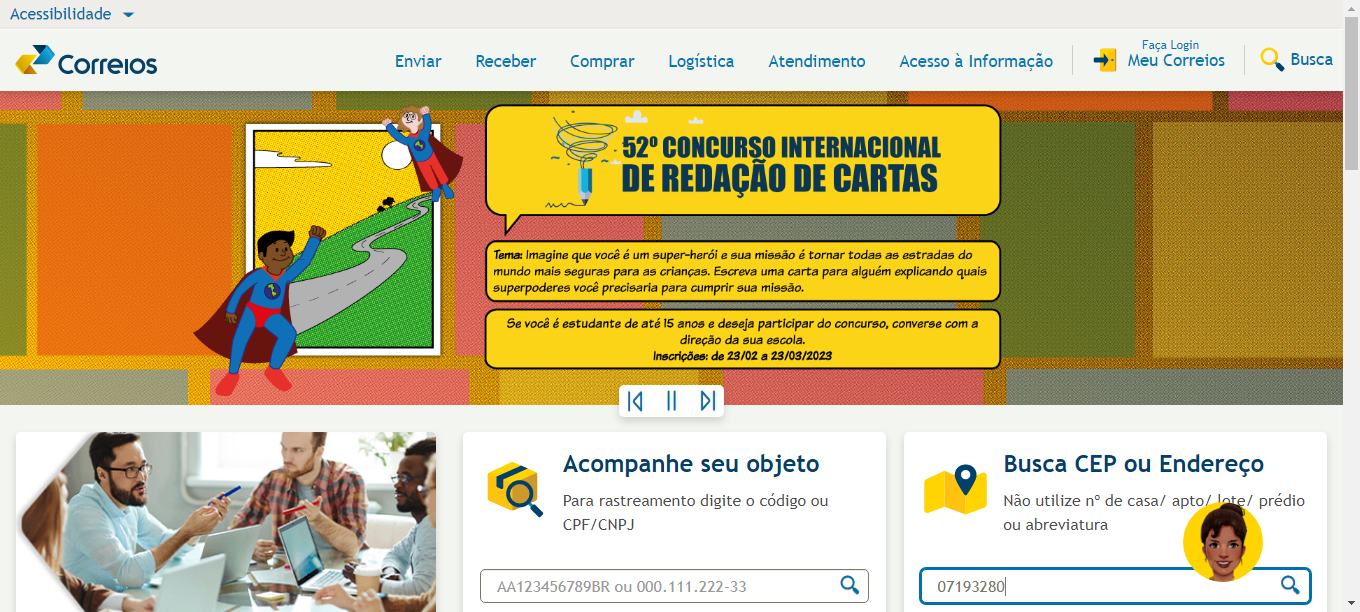 Acessibilidade
Correios
Enviar
Receber
Comprar
Logística
Atendimento
Acesso à Informação
Faça Login
Meu Correios
Busca
52º CONCURSO INTERNACIONAL
DE REDAÇÃO DE CARTAS
Tema: Imagine que você é um super-herói e sua missão é tornar todas as estradas do
mundo mais seguras para as crianças. Escreva uma carta para alguém explicando quais
superpoderes você precisaria para cumprir sua missão.
Se você é estudante de até 15 anos e deseja participar do concurso, converse com a
direção da sua escola.
Inscrições: de 23/02 a 23/03/2023
Acompanhe seu objeto
Para rastreamento digite o código ou
CPF/CNPJ
AA123456789BR ou 000.111.222-33
Busca CEP ou Endereço
Não utilize nº de casa/ apto/ lote/ prédio
ou abreviatura
07193280